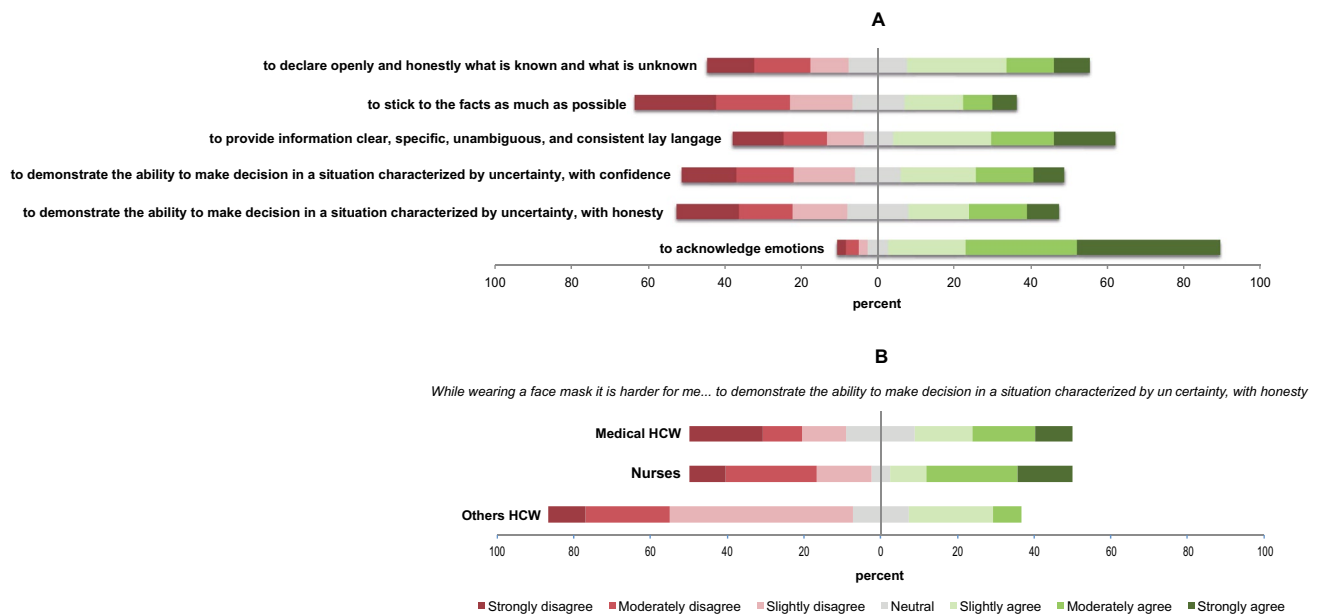 A
to declare openly and honestly what is known and what is unknown
to stick to the facts as much as possible
to provide information clear, specific, unambiguous, and consistent lay langage
to demonstrate the ability to make decision in a situation characterized by uncertainty, with confidence
to demonstrate the ability to make decision in a situation characterized by uncertainty, with honesty
to acknowledge emotions
100 80 60 40 20 0 20 40 60 80 100
percent
B
While wearing a face mask it is harder for me... to demonstrate the ability to make decision in a situation characterized by un certainty, with honesty
Medical HCW
Nurses
Others HCW
100 80 60 40 20 0 20 40 60 80 100
percent
Strongly disagree Moderately disagree Slightly disagree Neutral Slightly agree Moderately agree Strongly agree